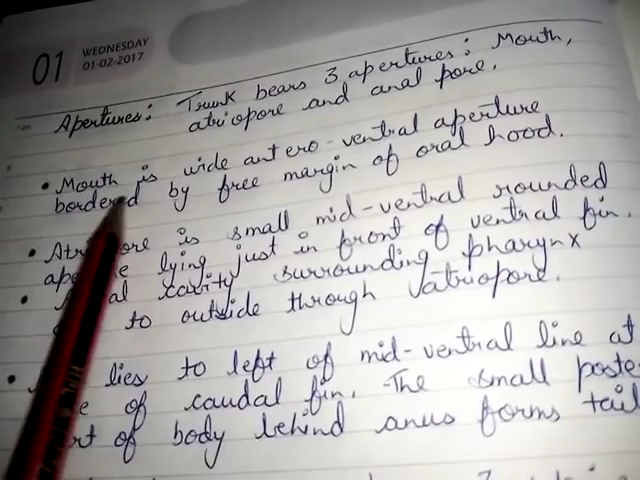 01
WEDNESDAY
01-02-2017
Apertures: Trunk bears 3 apertures: Mouth,
atriopore and anal pore.
• Mouth is wide antero-ventral aperture
bordered by free margin of oral hood.
• is small mid-ventral rounded
lying just in front of ventral fin.
• cavity surrounding pharynx
to outside through atriopore.
• lies to left of mid-ventral line at
of caudal fin. The small poste
of body behind anus forms tail